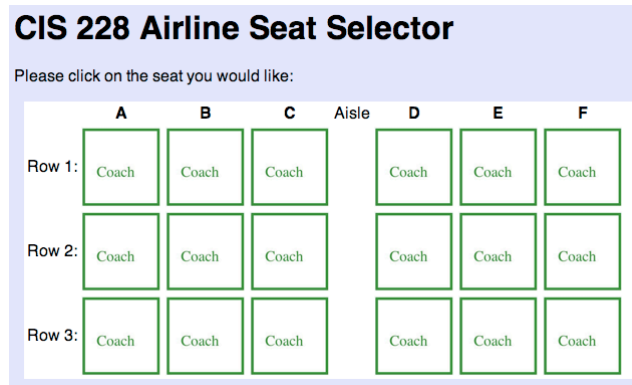 CIS 228 Airline Seat Selector
Please click on the seat you would like:
A B C Aisle D E F
Row 1: Coach Coach Coach Coach Coach Coach
Row 2: Coach Coach Coach Coach Coach Coach
Row 3: Coach Coach Coach Coach Coach Coach